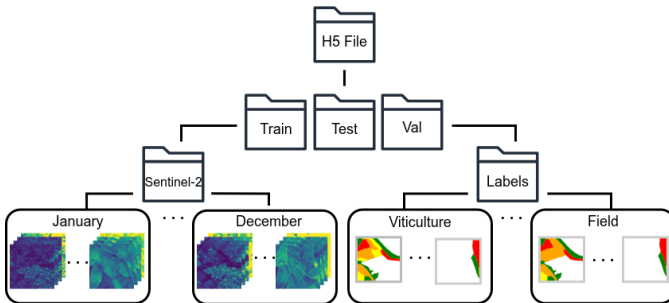 H5 File
Train
Test
Val
Sentinel-2
Labels
January
...
December
Viticulture
...
Field
...
...
...
...